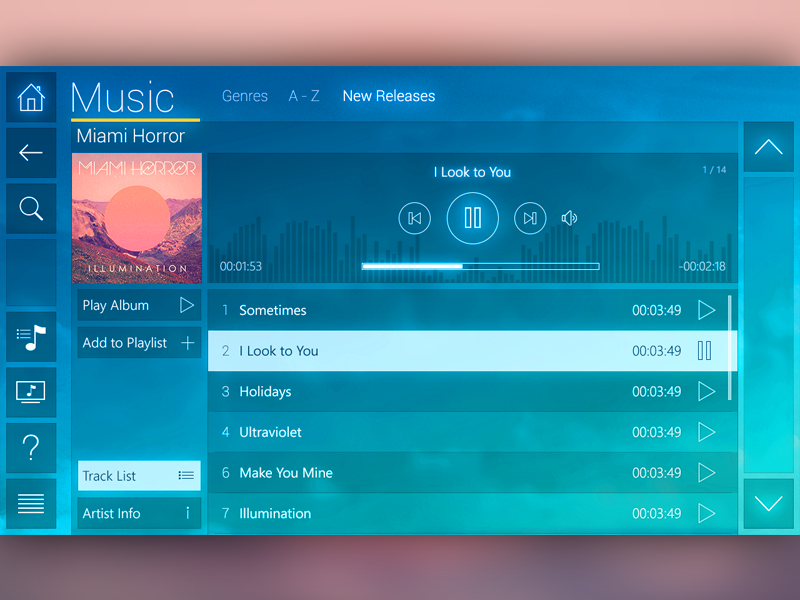 Music
Genres
A - Z
New Releases
Miami Horror
MIAMI HORROR
ILLUMINATION
I Look to You
1 / 14
00:01:53
-00:02:18
Play Album
Add to Playlist
Track List
Artist Info
1 Sometimes 00:03:49
2 I Look to You 00:03:49
3 Holidays 00:03:49
4 Ultraviolet 00:03:49
6 Make You Mine 00:03:49
7 Illumination 00:03:49